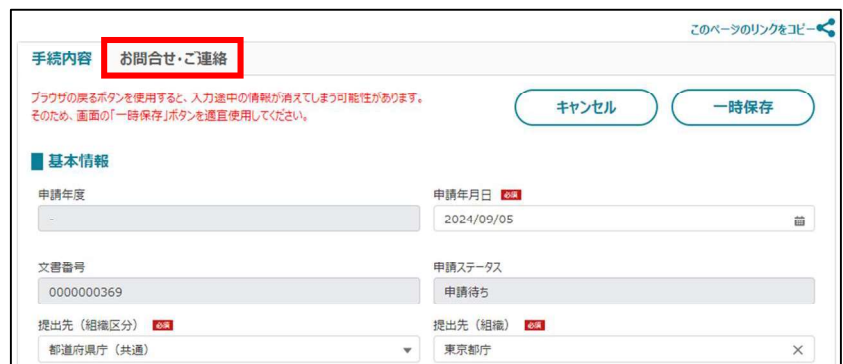 このページのリンクをコピー
手続内容 お問合せ・ご連絡
ブラウザの戻るボタンを使用すると、入力途中の情報が消えてしまう可能性があります。
そのため、画面の「一時保存」ボタンを適宜使用してください。
キャンセル 一時保存
基本情報
申請年度 申請年月日 必須
- 2024/09/05
文書番号 申請ステータス
0000000369 申請待ち
提出先（組織区分） 必須 提出先（組織） 必須
都道府県庁（共通） 東京都庁